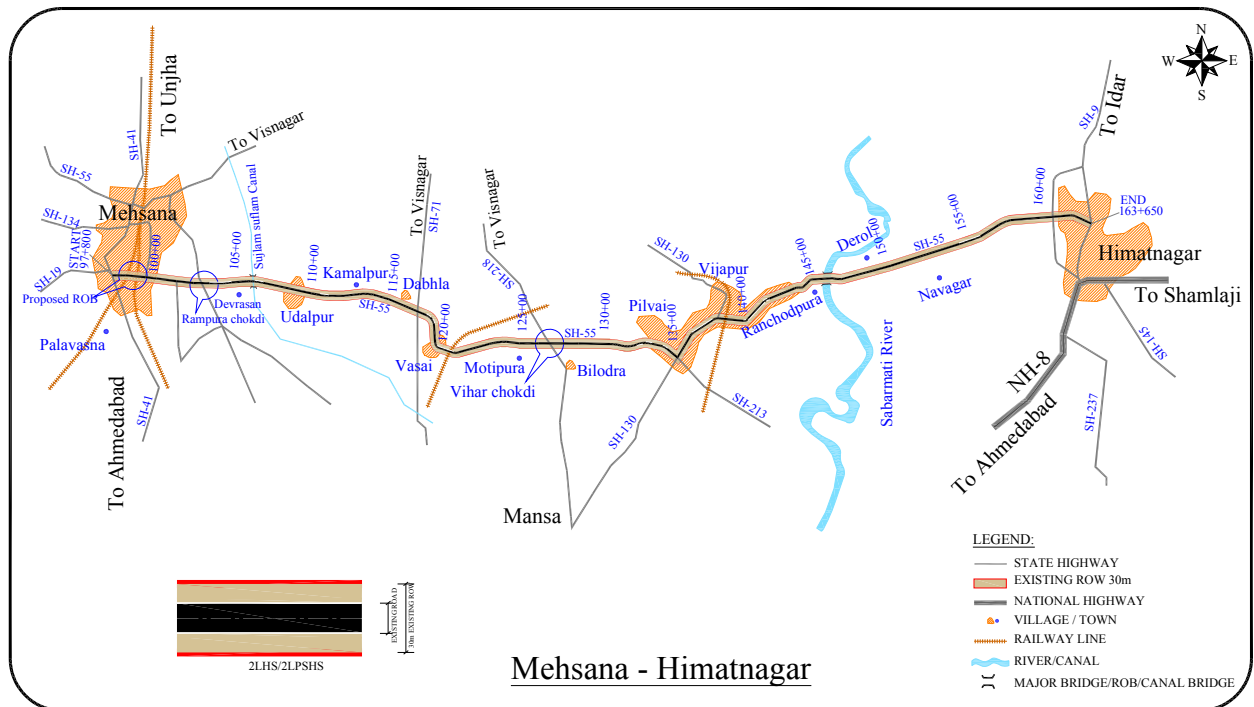 N
W
E
S
To Unjha
SH-41
To Visnagar
SH-55
Mehsana
SH-134
START
97+800
SH-19
Proposed ROB
100+00
105+00
Sujlam suflam Canal
Devrasan
Rampura chokdi
Palavasna
SH-41
To Ahmedabad
110+00
Udalpur
Kamalpur
SH-55
115+00
Dabhla
To Visnagar
SH-71
120+00
Vasai
To Visnagar
SH-218
125+00
Motipura
Vihar chokdi
SH-55
130+00
Bilodra
Mansa
SH-130
SH-130
Pilvai
135+00
Vijapur
140+00
SH-213
Ranchodpura
145+00
Derol
150+00
Sabarmati River
SH-55
Navagar
155+00
160+00
SH-9
To Idar
END
163+650
Himatnagar
To Shamlaji
SH-145
NH-8
To Ahmedabad
SH-237
EXISTING ROAD
30m EXISTING ROW
2LHS/2LPSHS
Mehsana - Himatnagar
LEGEND:
STATE HIGHWAY
EXISTING ROW 30m
NATIONAL HIGHWAY
VILLAGE / TOWN
RAILWAY LINE
RIVER/CANAL
MAJOR BRIDGE/ROB/CANAL BRIDGE